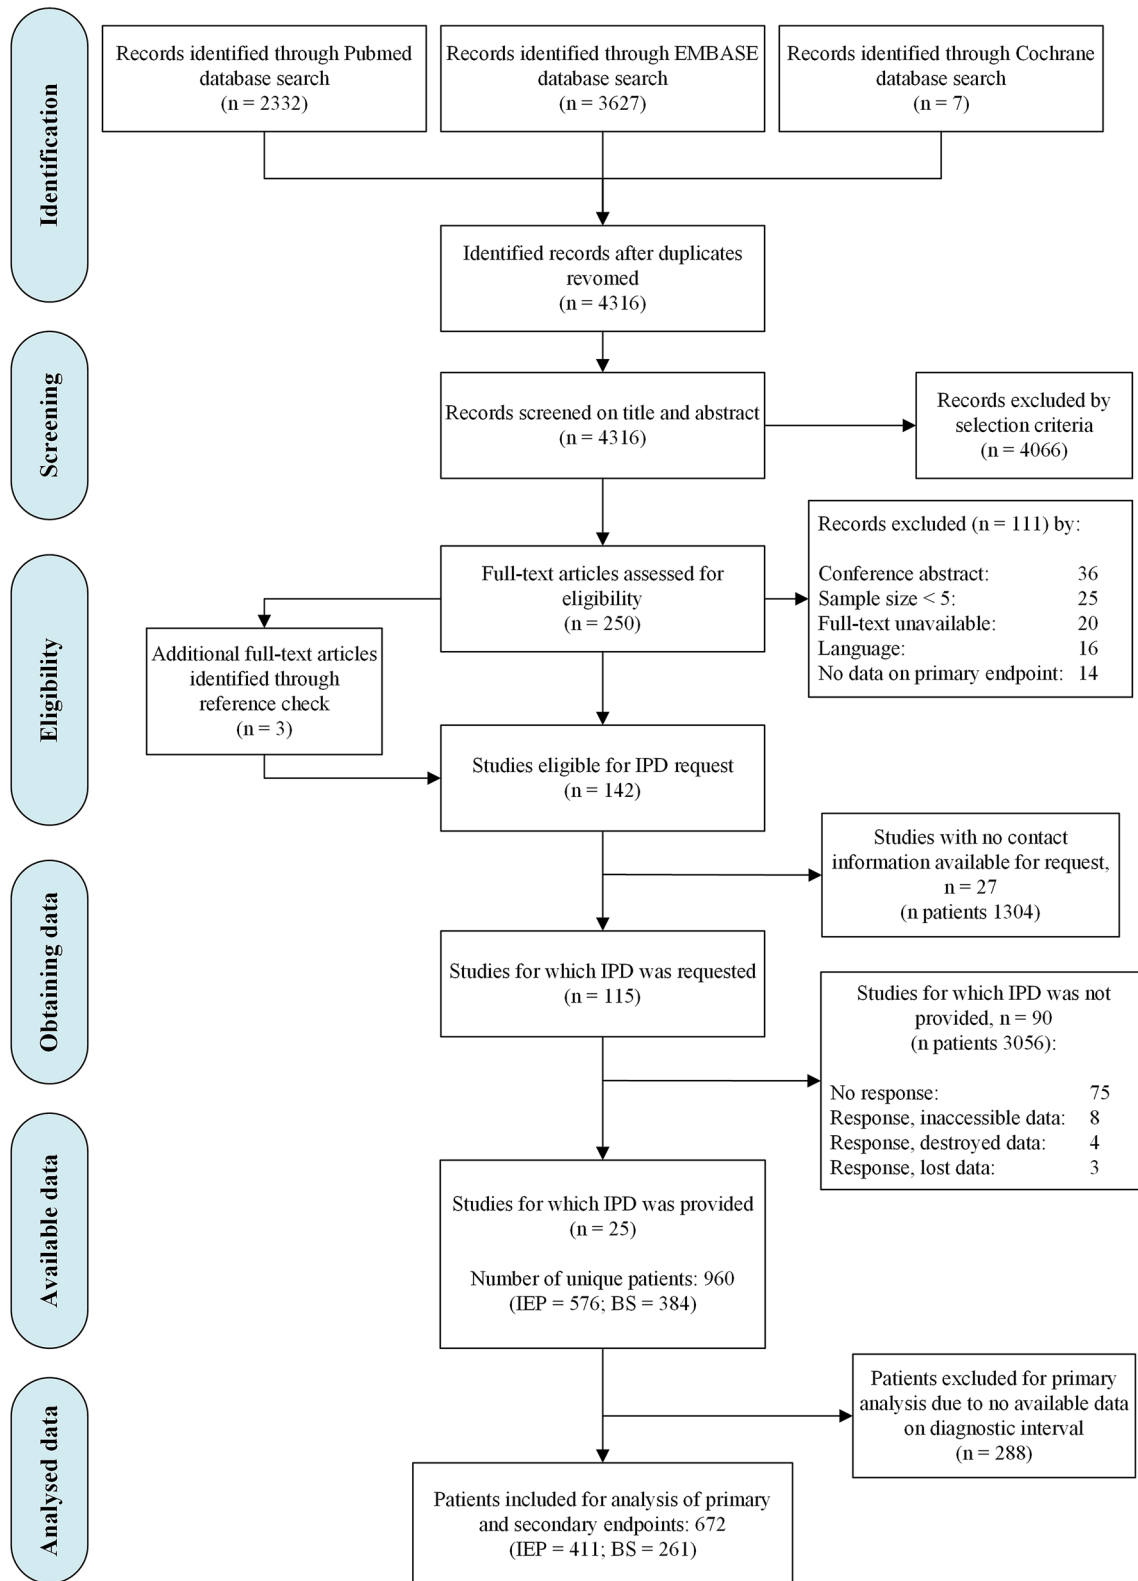 Identification
Records identified through Pubmed
database search
(n = 2332)
Records identified through EMBASE
database search
(n = 3627)
Records identified through Cochrane
database search
(n = 7)
Identified records after duplicates
revomed
(n = 4316)
Screening
Records screened on title and abstract
(n = 4316)
Records excluded by
selection criteria
(n = 4066)
Eligibility
Full-text articles assessed for
eligibility
(n = 250)
Records excluded (n = 111) by:
Conference abstract: 36
Sample size < 5: 25
Full-text unavailable: 20
Language: 16
No data on primary endpoint: 14
Additional full-text articles
identified through
reference check
(n = 3)
Studies eligible for IPD request
(n = 142)
Studies with no contact
information available for request,
n = 27
(n patients 1304)
Obtaining data
Studies for which IPD was requested
(n = 115)
Studies for which IPD was not
provided, n = 90
(n patients 3056):
No response: 75
Response, inaccessible data: 8
Response, destroyed data: 4
Response, lost data: 3
Available data
Studies for which IPD was provided
(n = 25)
Number of unique patients: 960
(IEP = 576; BS = 384)
Patients excluded for primary
analysis due to no available data
on diagnostic interval
(n = 288)
Analysed data
Patients included for analysis of primary
and secondary endpoints: 672
(IEP = 411; BS = 261)